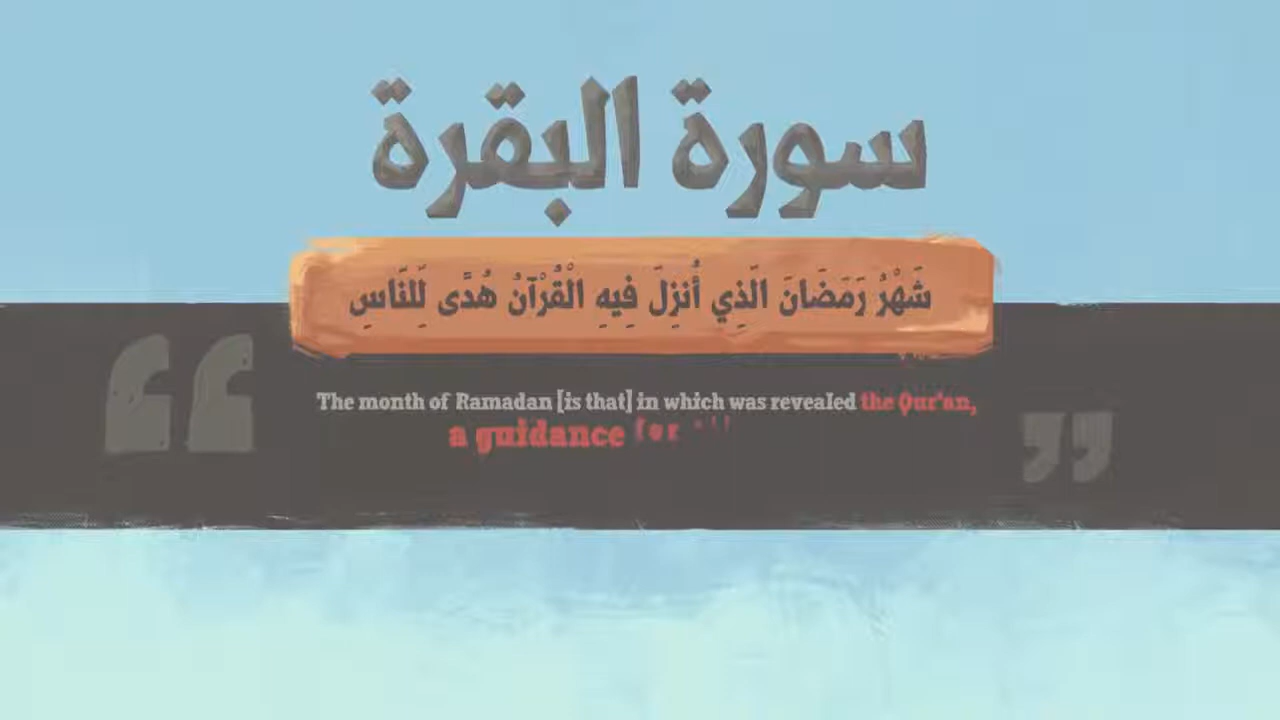 سورة البقرة
شَهْرُ رَمَضَانَ الَّذِي أُنزِلَ فِيهِ الْقُرْآنُ هُدًى لِّلنَّاسِ
The month of Ramadan [is that] in which was revealed the Qur'an,
a guidance for